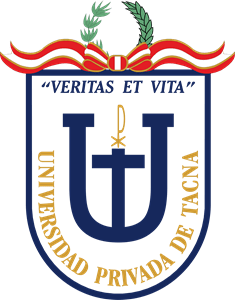 "VERITAS ET VITA"
U
UNIVERSIDAD PRIVADA DE TACNA